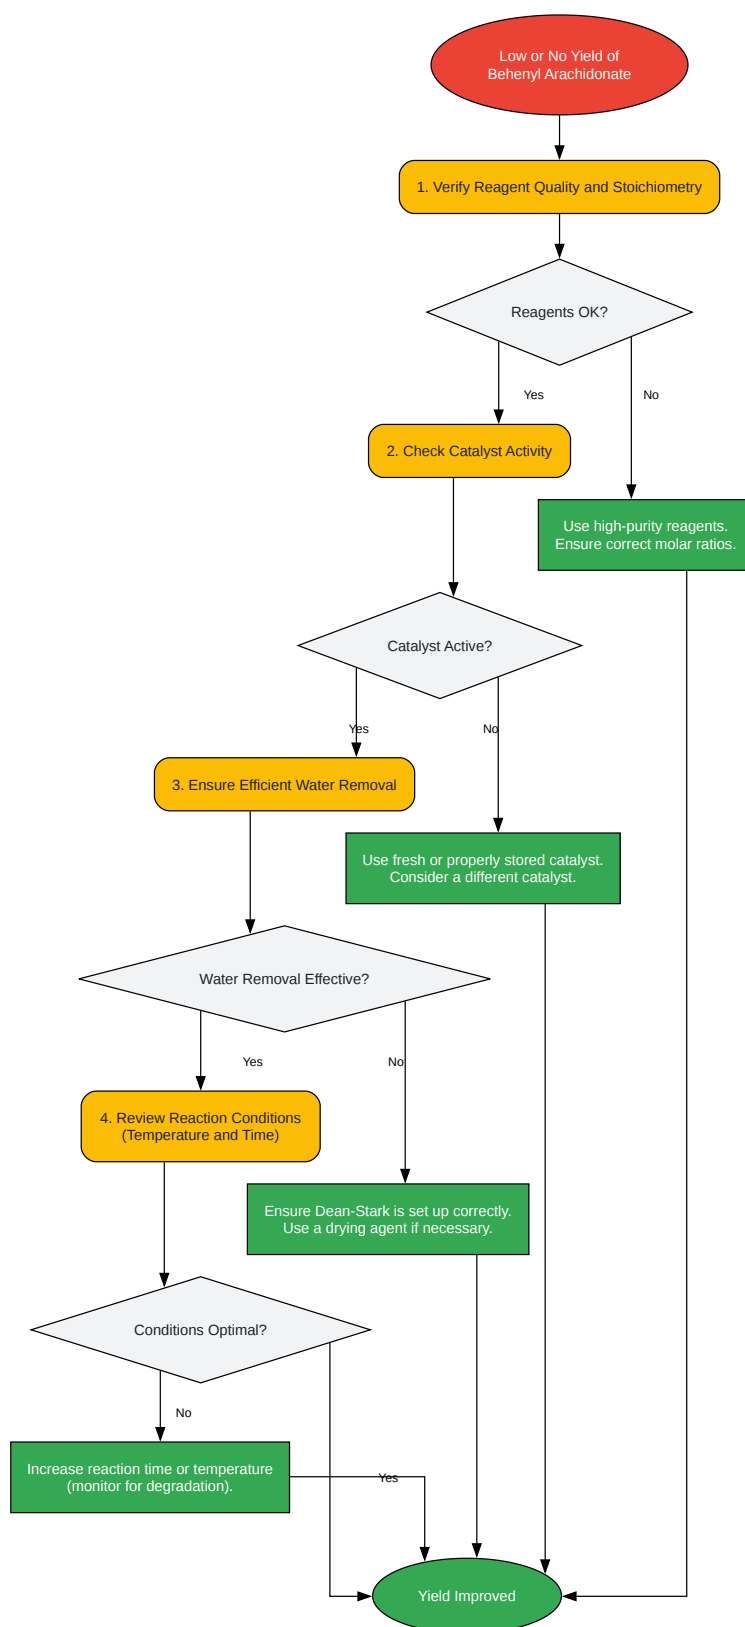 Low or No Yield of
Behenyl Arachidonate
1. Verify Reagent Quality and Stoichiometry
Reagents OK?
Yes
No
2. Check Catalyst Activity
Use high-purity reagents.
Ensure correct molar ratios.
Catalyst Active?
Yes
No
3. Ensure Efficient Water Removal
Use fresh or properly stored catalyst.
Consider a different catalyst.
Water Removal Effective?
Yes
No
4. Review Reaction Conditions
(Temperature and Time)
Ensure Dean-Stark is set up correctly.
Use a drying agent if necessary.
Conditions Optimal?
No
Increase reaction time or temperature
(monitor for degradation).
Yes
Yield Improved